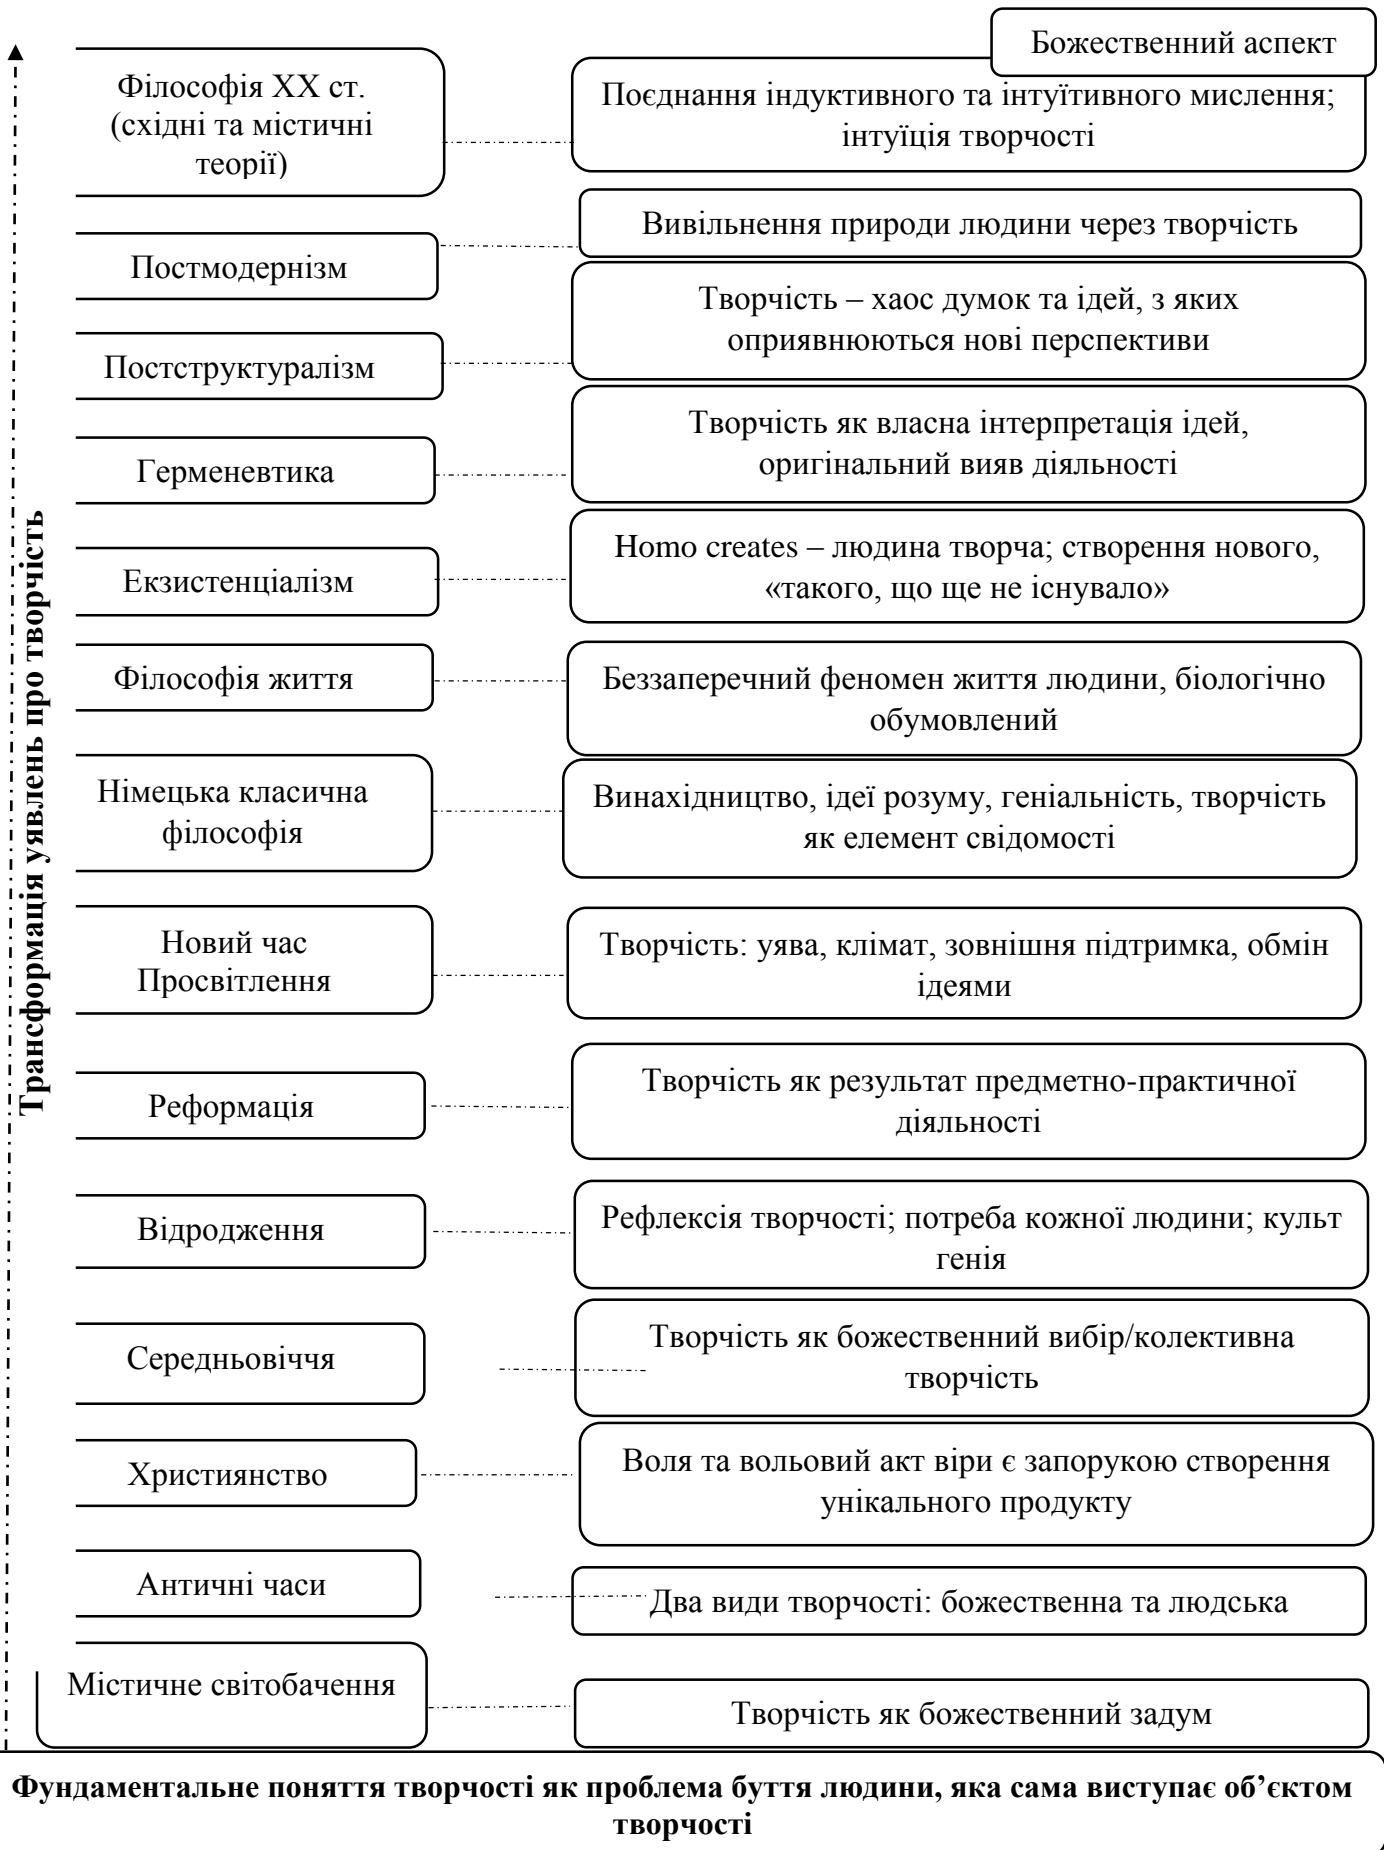 Божественний аспект
Філософія ХХ ст.
(східні та містичні
теорії)
Поєднання індуктивного та інтуїтивного мислення;
інтуїція творчості
Постмодернізм
Вивільнення природи людини через творчість
Постструктуралізм
Творчість – хаос думок та ідей, з яких
оприявнюються нові перспективи
Герменевтика
Творчість як власна інтерпретація ідей,
оригінальний вияв діяльності
Екзистенціалізм
Homo creates – людина творча; створення нового,
«такого, що ще не існувало»
Філософія життя
Беззаперечний феномен життя людини, біологічно
обумовлений
Німецька класична
філософія
Винахідництво, ідеї розуму, геніальність, творчість
як елемент свідомості
Новий час
Просвітлення
Творчість: уява, клімат, зовнішня підтримка, обмін
ідеями
Реформація
Творчість як результат предметно-практичної
діяльності
Відродження
Рефлексія творчості; потреба кожної людини; культ
генія
Середньовіччя
Творчість як божественний вибір/колективна
творчість
Християнство
Воля та вольовий акт віри є запорукою створення
унікального продукту
Античні часи
Два види творчості: божественна та людська
Містичне світобачення
Творчість як божественний задум
Трансформація уявлень про творчість
Фундаментальне поняття творчості як проблема буття людини, яка сама виступає об’єктом
творчості